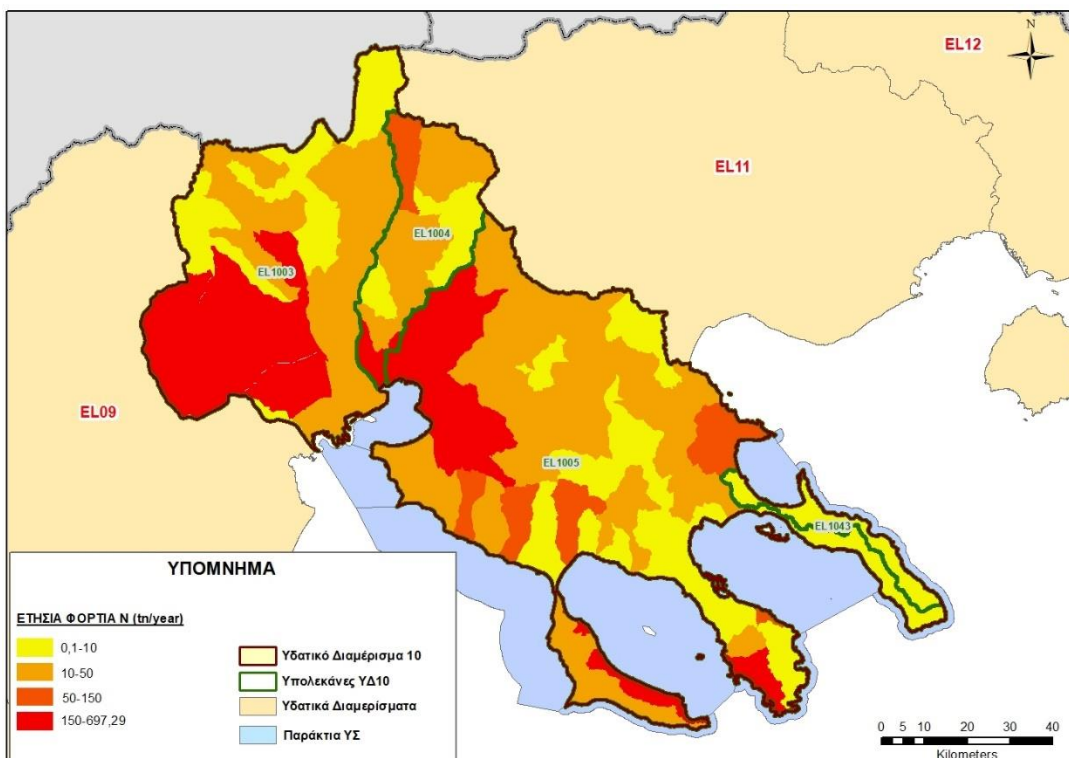 EL12
N
EL11
EL1004
EL1003
EL09
EL1005
EL1043
ΥΠΟΜΝΗΜΑ
ΕΤΗΣΙΑ ΦΟΡΤΙΑ Ν (tn/year)
0,1-10
10-50
50-150
150-697,29
Υδατικό Διαμέρισμα 10
Υπολεκάνες ΥΔ10
Υδατικά Διαμερίσματα
Παράκτια ΥΣ
0 5 10 20 30 40
Kilometers